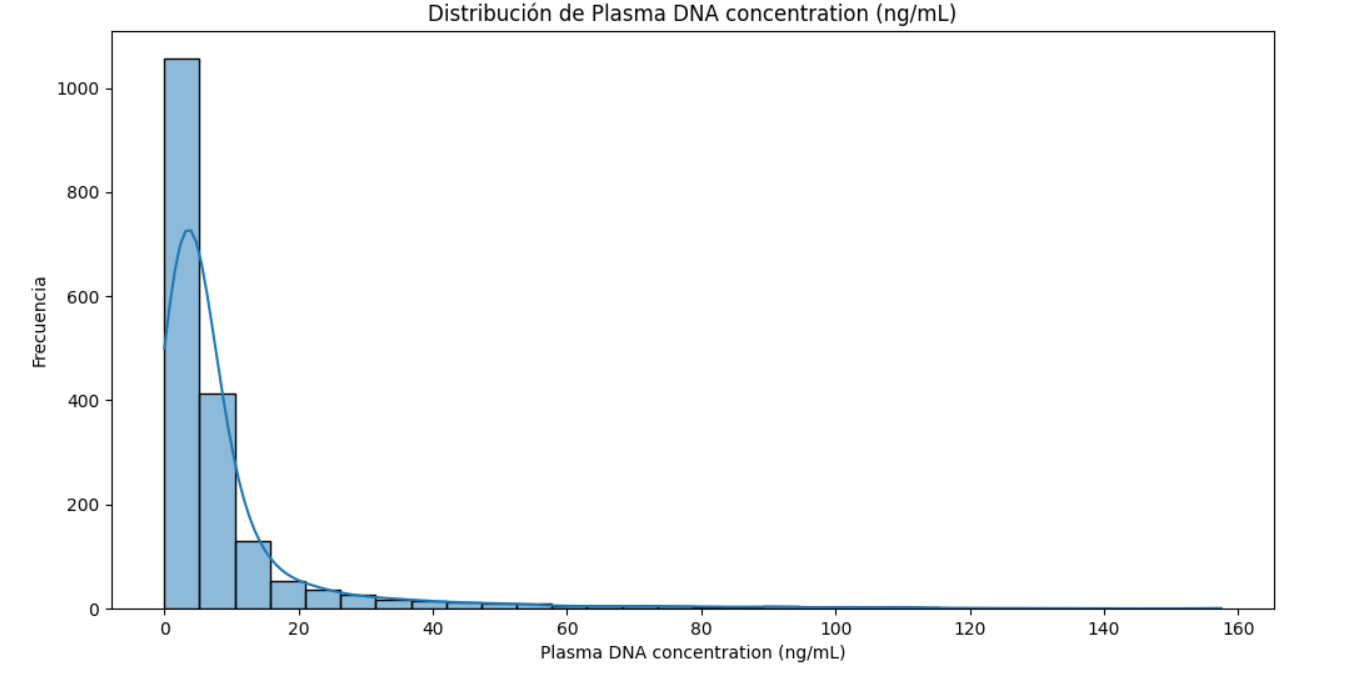 Distribución de Plasma DNA concentration (ng/mL)
Frecuencia
1000
800
600
400
200
0
0 20 40 60 80 100 120 140 160
Plasma DNA concentration (ng/mL)